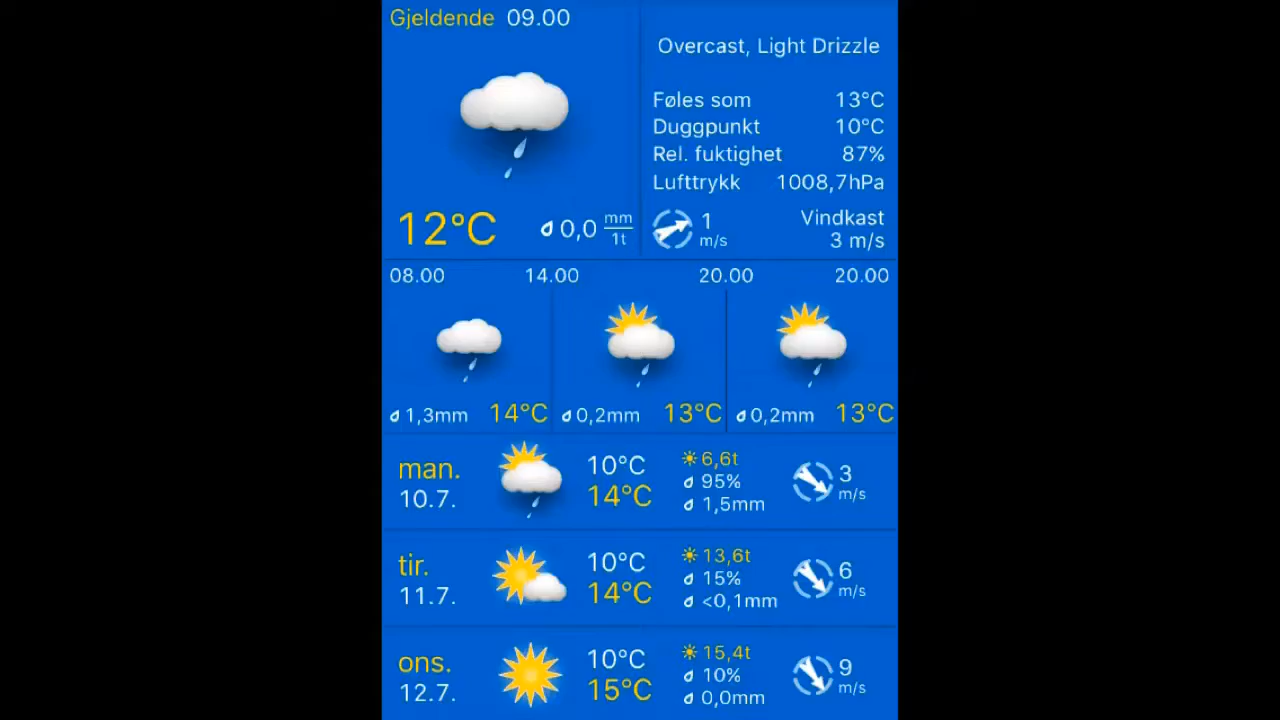 Gjeldende 09.00
Overcast, Light Drizzle
Føles som 13°C
Duggpunkt 10°C
Rel. fuktighet 87%
Lufttrykk 1008,7hPa
12°C 0,0 mm/1t
1 m/s
Vindkast
3 m/s
08.00 14.00 20.00 20.00
1,3mm 14°C 0,2mm 13°C 0,2mm 13°C
man.
10.7.
10°C
14°C
6,6t
95%
1,5mm
3
m/s
tir.
11.7.
10°C
14°C
13,6t
15%
<0,1mm
6
m/s
ons.
12.7.
10°C
15°C
15,4t
10%
0,0mm
9
m/s